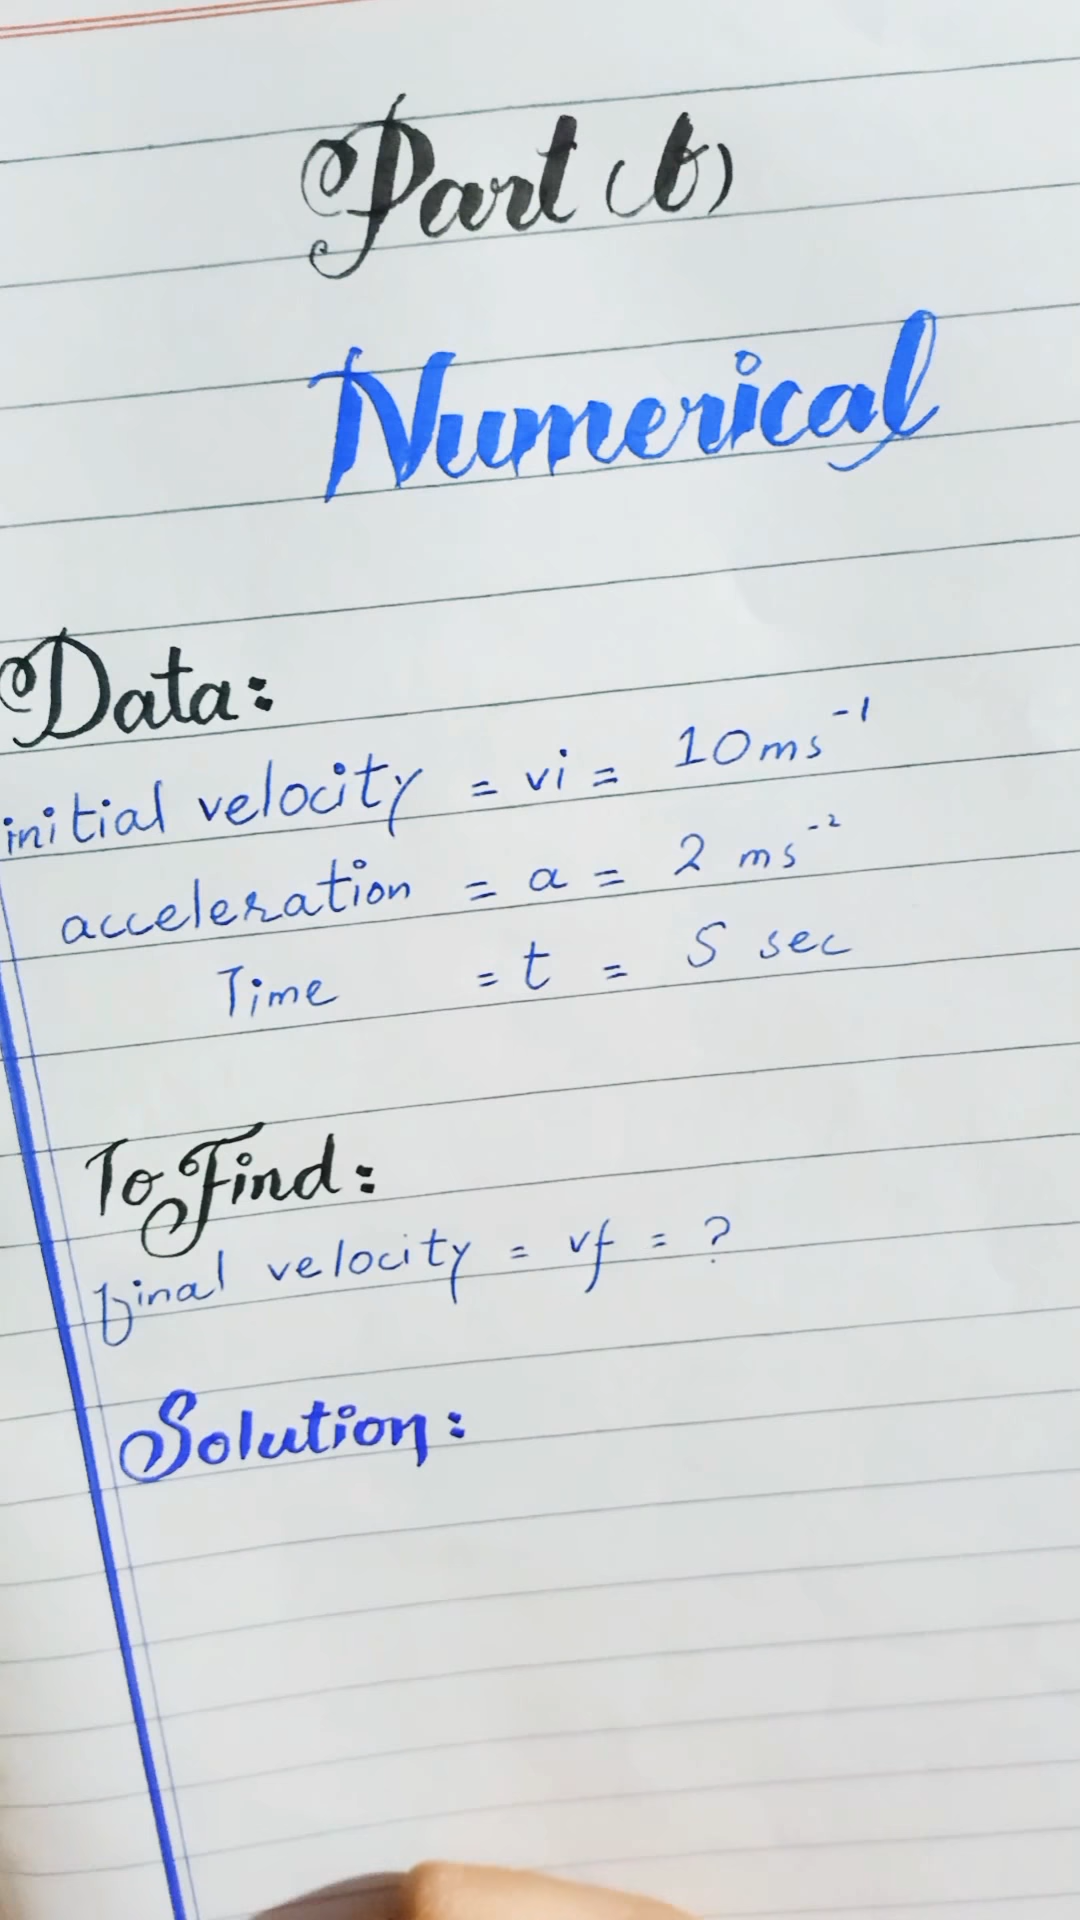 Part (b)
Numerical
Data:
initial velocity = vi = 10ms⁻¹
acceleration = a = 2 ms⁻²
Time = t = 5 sec
To Find:
final velocity = vf = ?
Solution: